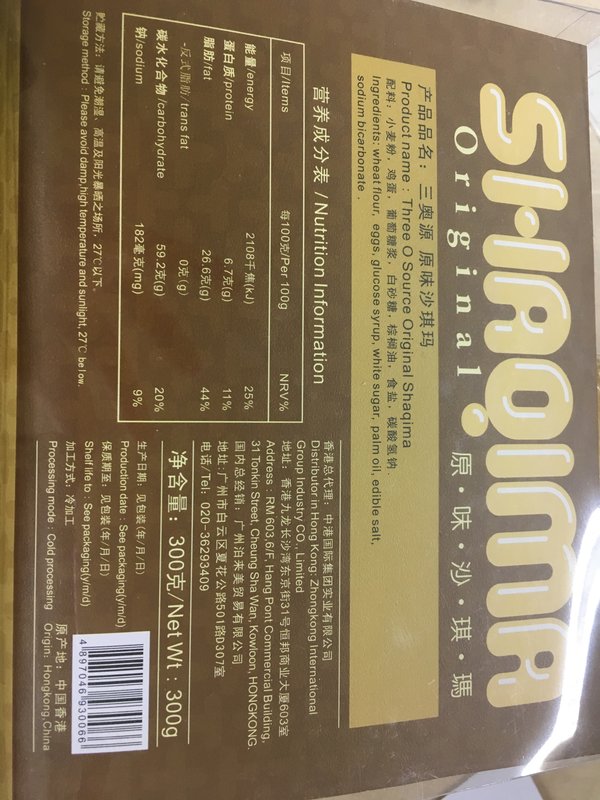 SHAQIMA
Original 原·味·沙·琪·瑪
产品品名：三奥源 原味沙琪玛
Product name：Three O Source Original Shaqima
配料：小麦粉，鸡蛋，葡萄糖浆，白砂糖，棕榈油，食盐，碳酸氢钠.
Ingredients: wheat flour, eggs, glucose syrup, white sugar, palm oil, edible salt,
sodium bicarbonate .
营养成分表/Nutrition Information
项目/Items 每100克/Per 100g NRV%
能量/energy 2108千焦(kJ) 25%
蛋白质/protein 6.7克(g) 11%
脂肪/fat 26.6克(g) 44%
-反式脂肪/trans fat 0克(g)
碳水化合物/carbohydrate 59.2克(g) 20%
钠/sodium 182毫克(mg) 9%
贮藏方法：请避免潮湿、高温及阳光暴晒之场所，27℃以下。
Storage method：Please avoid damp,high temperature and sunlight, 27℃ below.
香港总代理：中港国际集团实业有限公司
Distributor in Hong Kong: Zhongkong International
Group Industry CO., Limited
地址：香港九龙长沙湾东京街31号恒邦商业大厦603室
Address：RM 603,6/F Hang Pont Commercial Building,
31 Tonkin Street, Cheung Sha Wan, Kowloon, HONGKONG.
国内总经销：广州泊来美贸易有限公司
地址:广州市白云区夏花公路501路D307室
电话/Tel：020-36293409
净含量：300克/Net Wt：300g
生产日期：见包装(年/月/日)
Production date：See packaging(y/m/d)
保质期至：见包装(年/月/日)
Shelf life to：See packaging(y/m/d)
加工方式：冷加工
Processing mode：Cold processing
原产地：中国香港
Origin：Hongkong,China
4 897046 930066